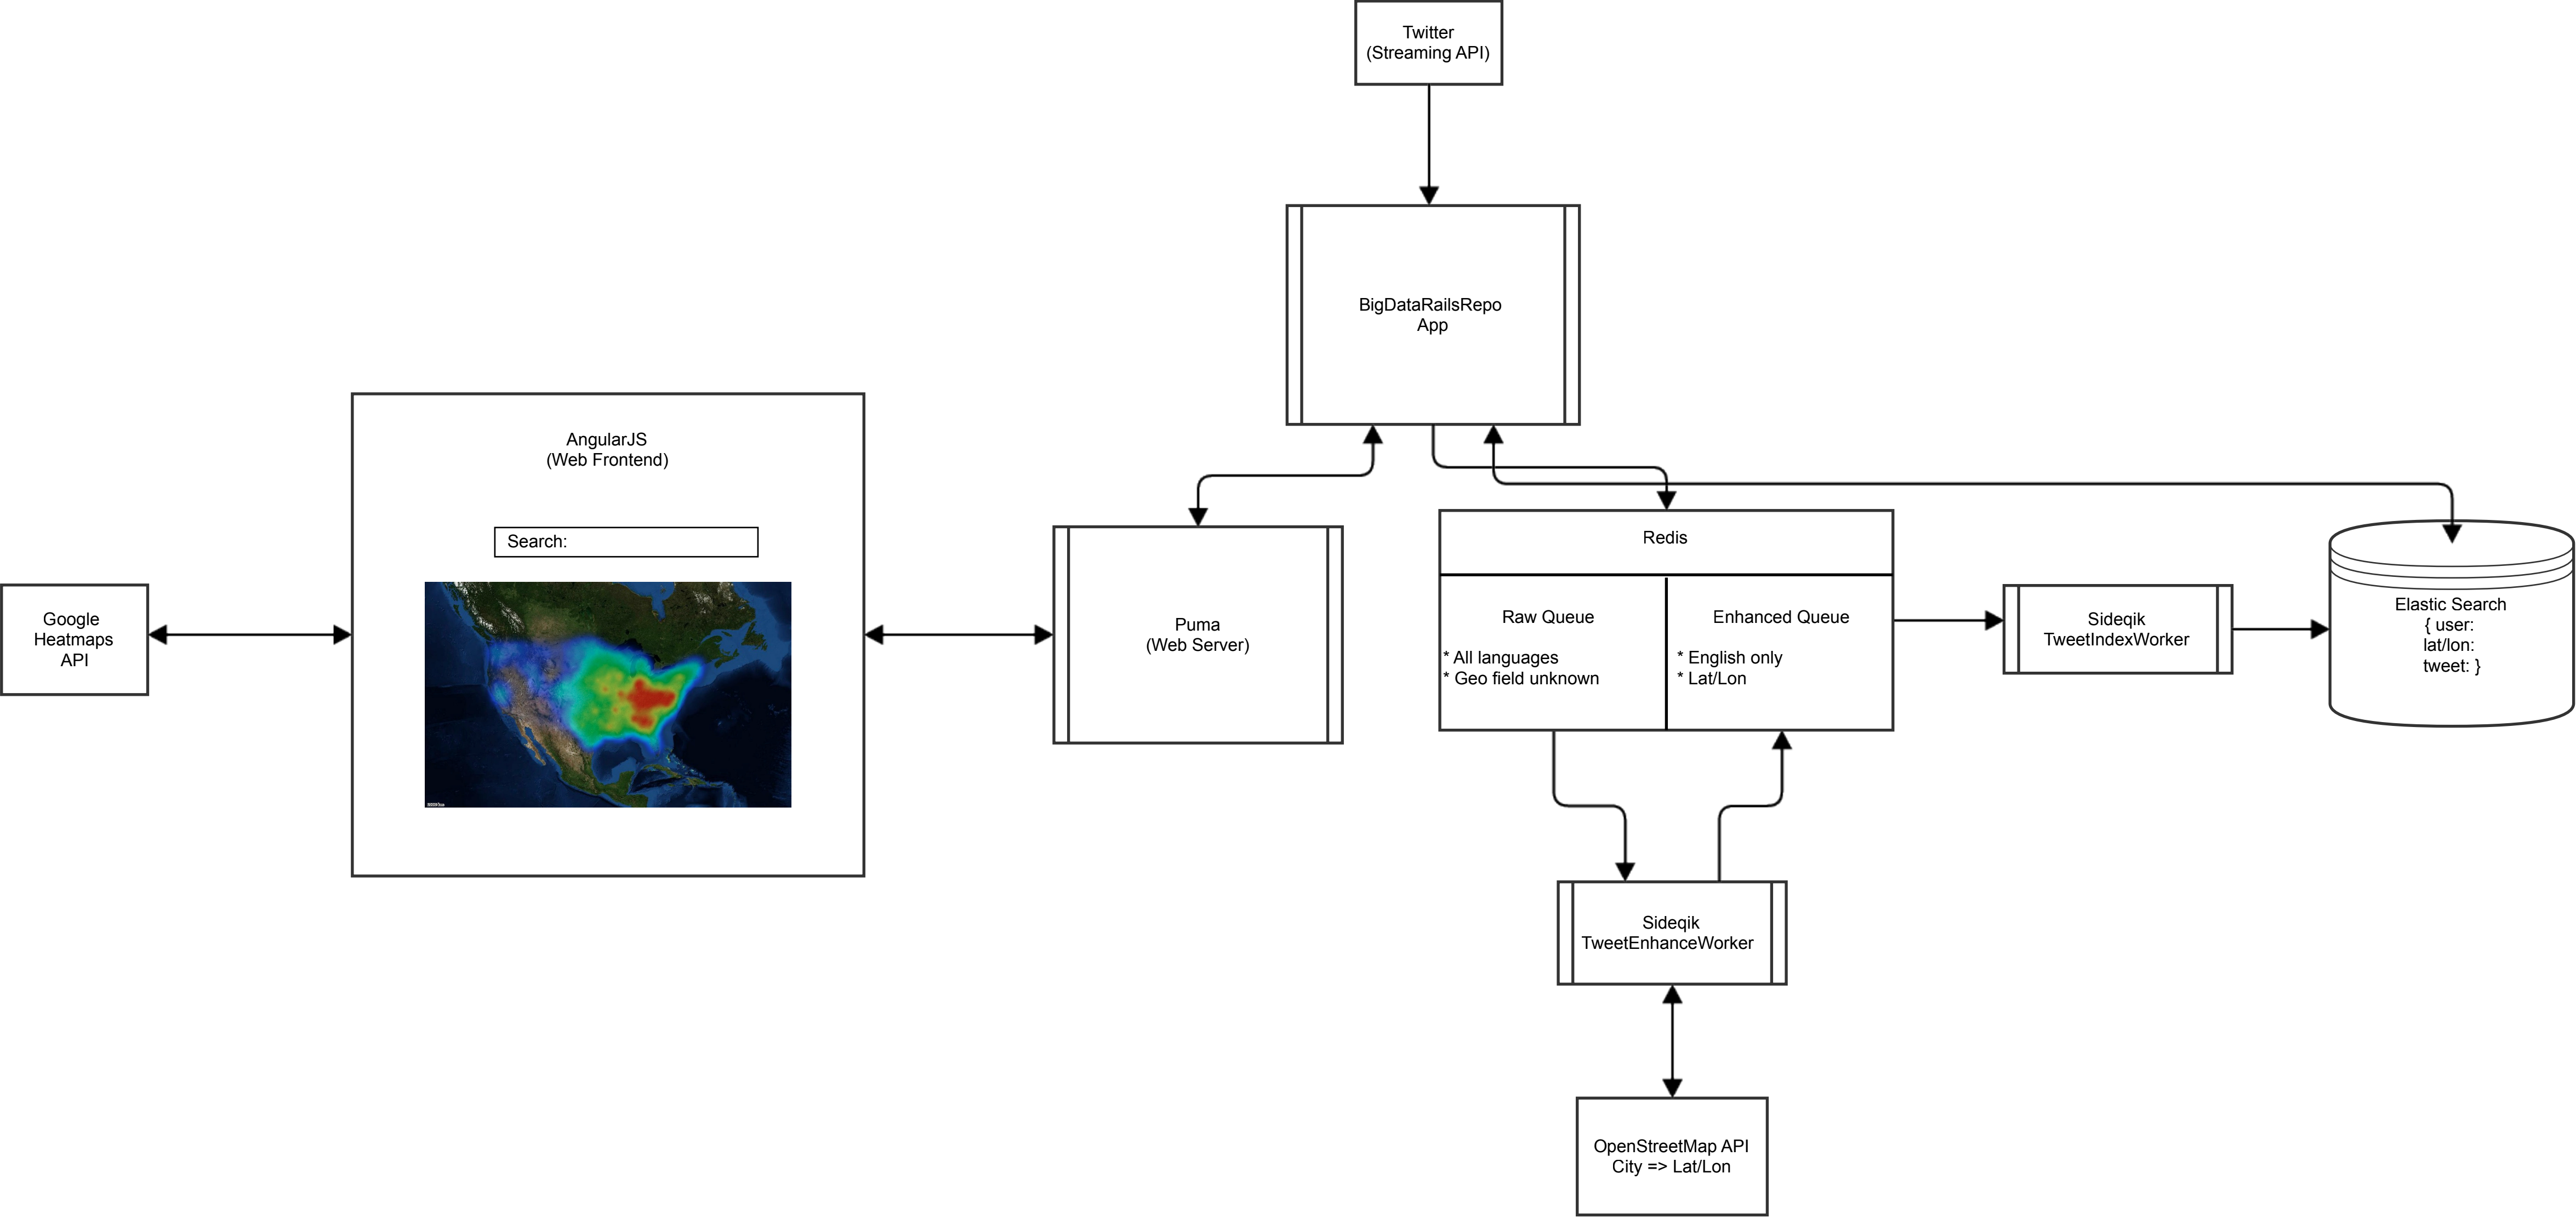 Twitter
(Streaming API)
BigDataRailsRepo
App
AngularJS
(Web Frontend)
Search:
Google
Heatmaps
API
Puma
(Web Server)
Redis
Raw Queue
* All languages
* Geo field unknown
Enhanced Queue
* English only
* Lat/Lon
Sideqik
TweetIndexWorker
Elastic Search
{ user:
lat/lon:
tweet: }
Sideqik
TweetEnhanceWorker
OpenStreetMap API
City => Lat/Lon